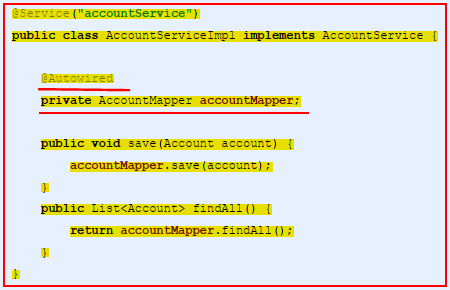 @Service("accountService")
public class AccountServiceImpl implements AccountService {
@Autowired
private AccountMapper accountMapper;
public void save(Account account) {
accountMapper.save(account);
}
public List<Account> findAll() {
return accountMapper.findAll();
}
}